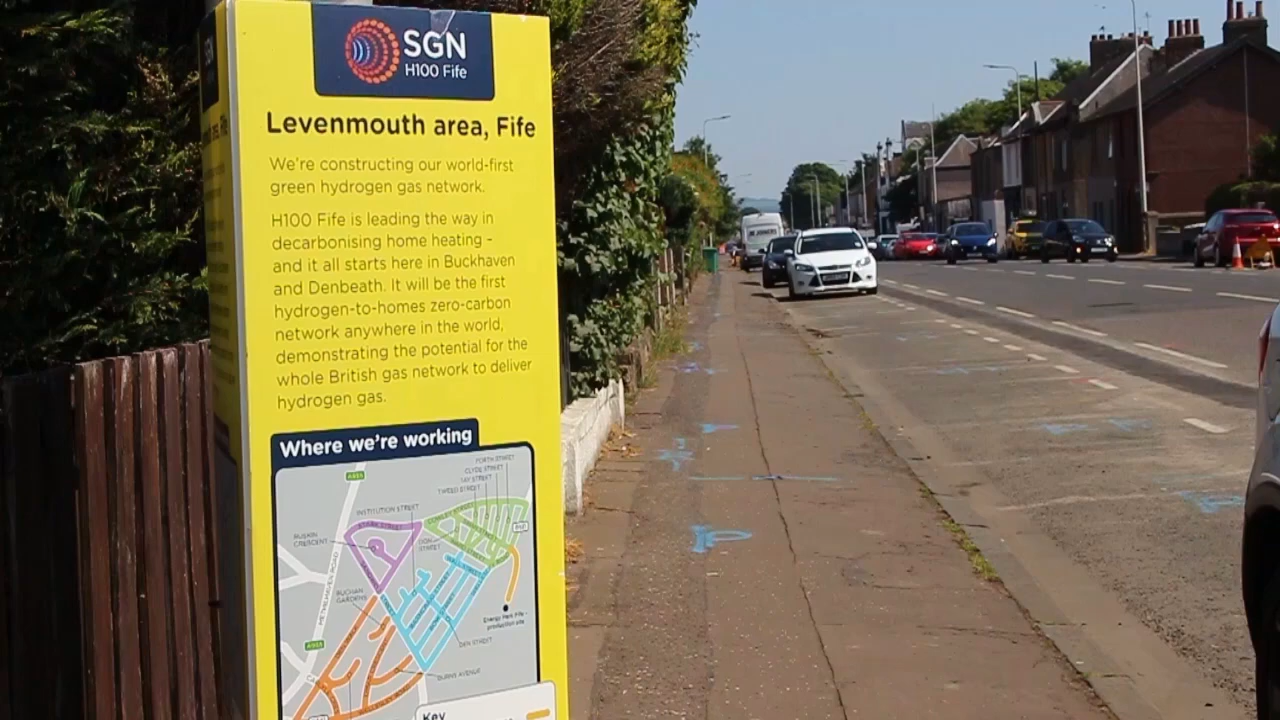 SGN
H100 Fife
Levenmouth area, Fife
We're constructing our world-first
green hydrogen gas network.
H100 Fife is leading the way in
decarbonising home heating –
and it all starts here in Buckhaven
and Denbeath. It will be the first
hydrogen-to-homes zero-carbon
network anywhere in the world,
demonstrating the potential for the
whole British gas network to deliver
hydrogen gas.
Where we're working
FORTH STREET
CLYDE STREET
TAY STREET
TWEED STREET
INSTITUTION STREET
RUSKIN
CRESCENT
METHILHAVEN ROAD
BUCHAN
GARDENS
Energy Park Fife –
production site
DEN STREET
BURNS AVENUE
Key